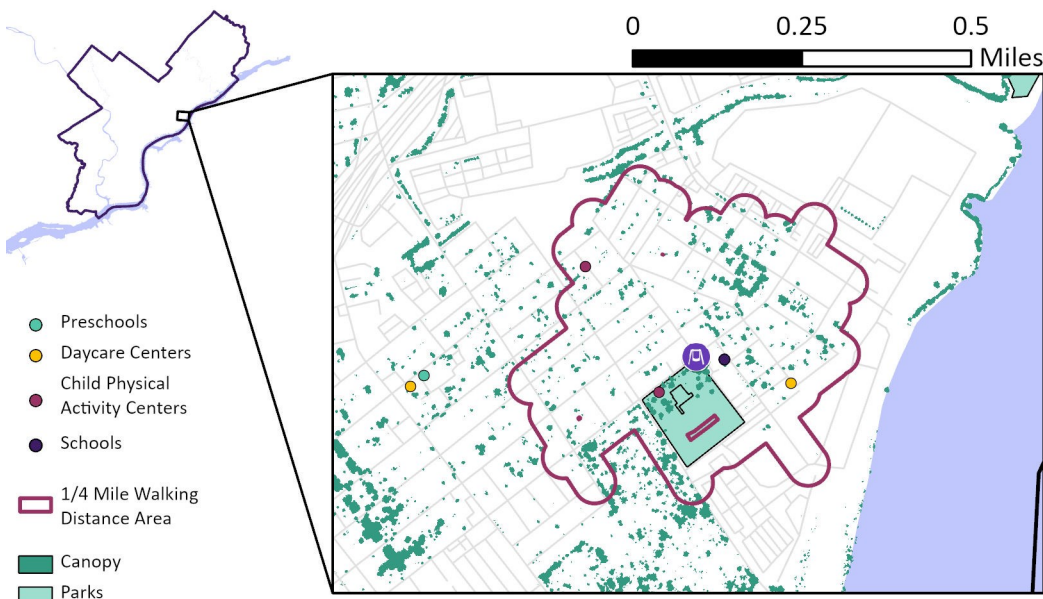 0 0.25 0.5
Miles
Preschools
Daycare Centers
Child Physical
Activity Centers
Schools
1/4 Mile Walking
Distance Area
Canopy
Parks